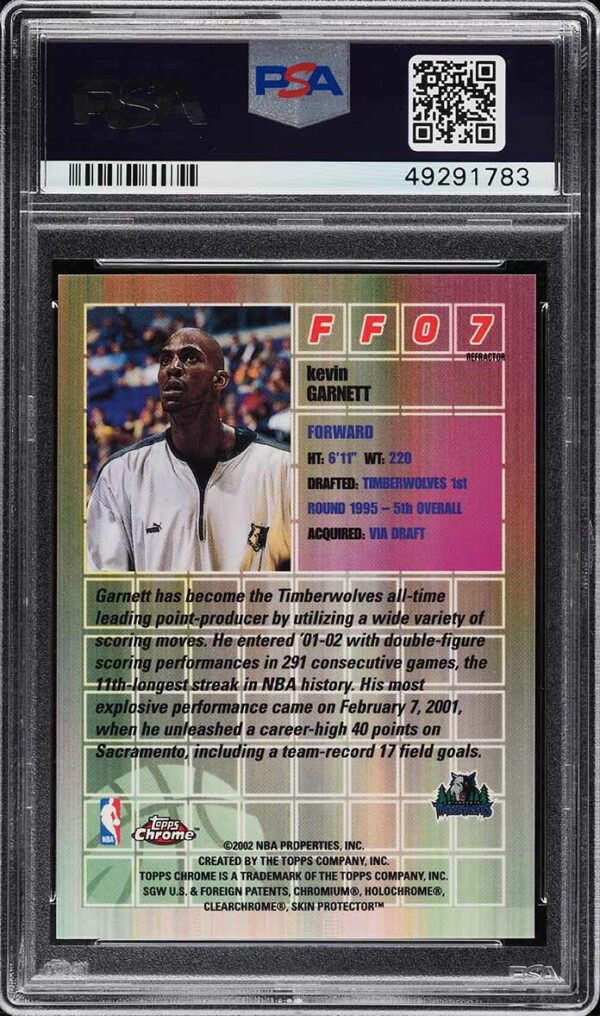 PSA
PSA
49291783
FF07
REFRACTOR
kevin
GARNETT
FORWARD
HT: 6'11" WT: 220
DRAFTED: TIMBERWOLVES 1st
ROUND 1995 – 5th OVERALL
ACQUIRED: VIA DRAFT
PUMA
Garnett has become the Timberwolves all-time
leading point-producer by utilizing a wide variety of
scoring moves. He entered '01-02 with double-figure
scoring performances in 291 consecutive games, the
11th-longest streak in NBA history. His most
explosive performance came on February 7, 2001,
when he unleashed a career-high 40 points on
Sacramento, including a team-record 17 field goals.
NBA
Topps
Chrome™
©2002 NBA PROPERTIES, INC.
CREATED BY THE TOPPS COMPANY, INC.
TOPPS CHROME IS A TRADEMARK OF THE TOPPS COMPANY, INC.
SGW U.S. & FOREIGN PATENTS, CHROMIUM®, HOLOCHROME®,
CLEARCHROME®, SKIN PROTECTOR™
PSA